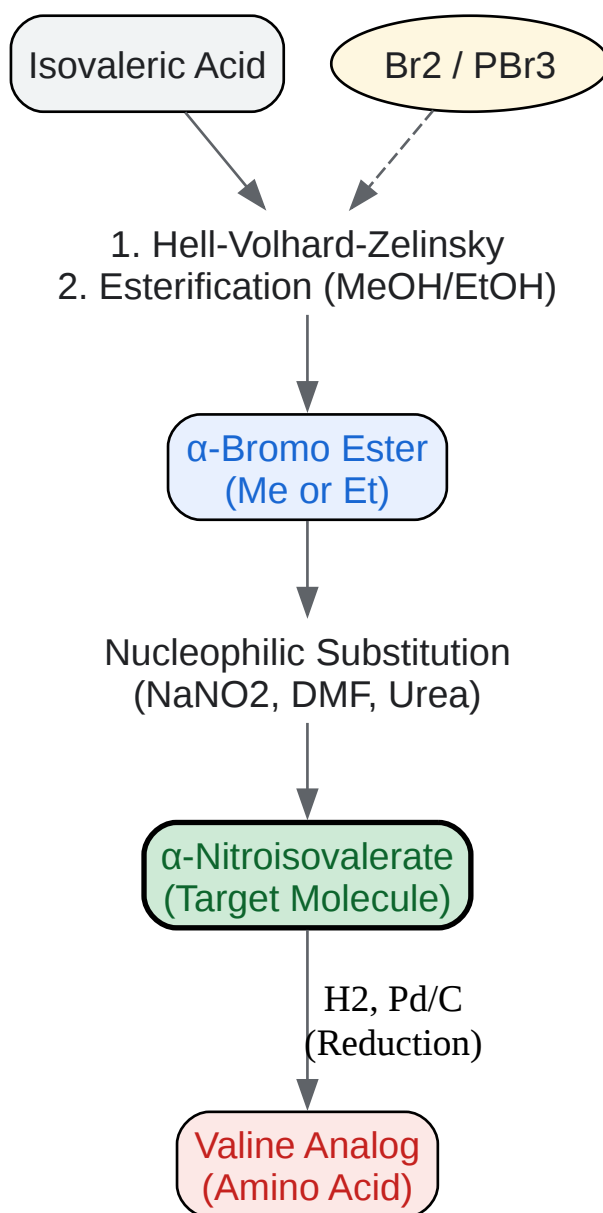 Isovaleric Acid
Br2 / PBr3
1. Hell-Volhard-Zelinsky
2. Esterification (MeOH/EtOH)
α-Bromo Ester
(Me or Et)
Nucleophilic Substitution
(NaNO2, DMF, Urea)
α-Nitroisovalerate
(Target Molecule)
H2, Pd/C
(Reduction)
Valine Analog
(Amino Acid)